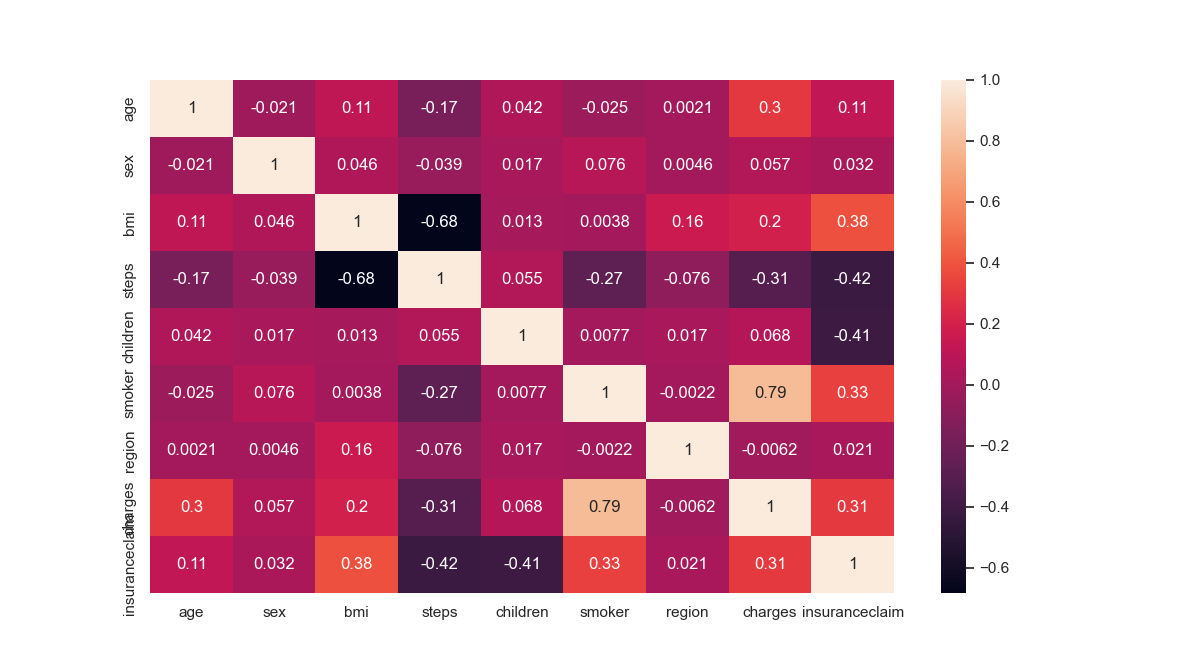 age 1 -0.021 0.11 -0.17 0.042 -0.025 0.0021 0.3 0.11
sex -0.021 1 0.046 -0.039 0.017 0.076 0.0046 0.057 0.032
bmi 0.11 0.046 1 -0.68 0.013 0.0038 0.16 0.2 0.38
steps -0.17 -0.039 -0.68 1 0.055 -0.27 -0.076 -0.31 -0.42
children 0.042 0.017 0.013 0.055 1 0.0077 0.017 0.068 -0.41
smoker -0.025 0.076 0.0038 -0.27 0.0077 1 -0.0022 0.79 0.33
region 0.0021 0.0046 0.16 -0.076 0.017 -0.0022 1 -0.0062 0.021
charges 0.3 0.057 0.2 -0.31 0.068 0.79 -0.0062 1 0.31
insuranceclaim 0.11 0.032 0.38 -0.42 -0.41 0.33 0.021 0.31 1
age sex bmi steps children smoker region charges insuranceclaim
1.0
0.8
0.6
0.4
0.2
0.0
−0.2
−0.4
−0.6